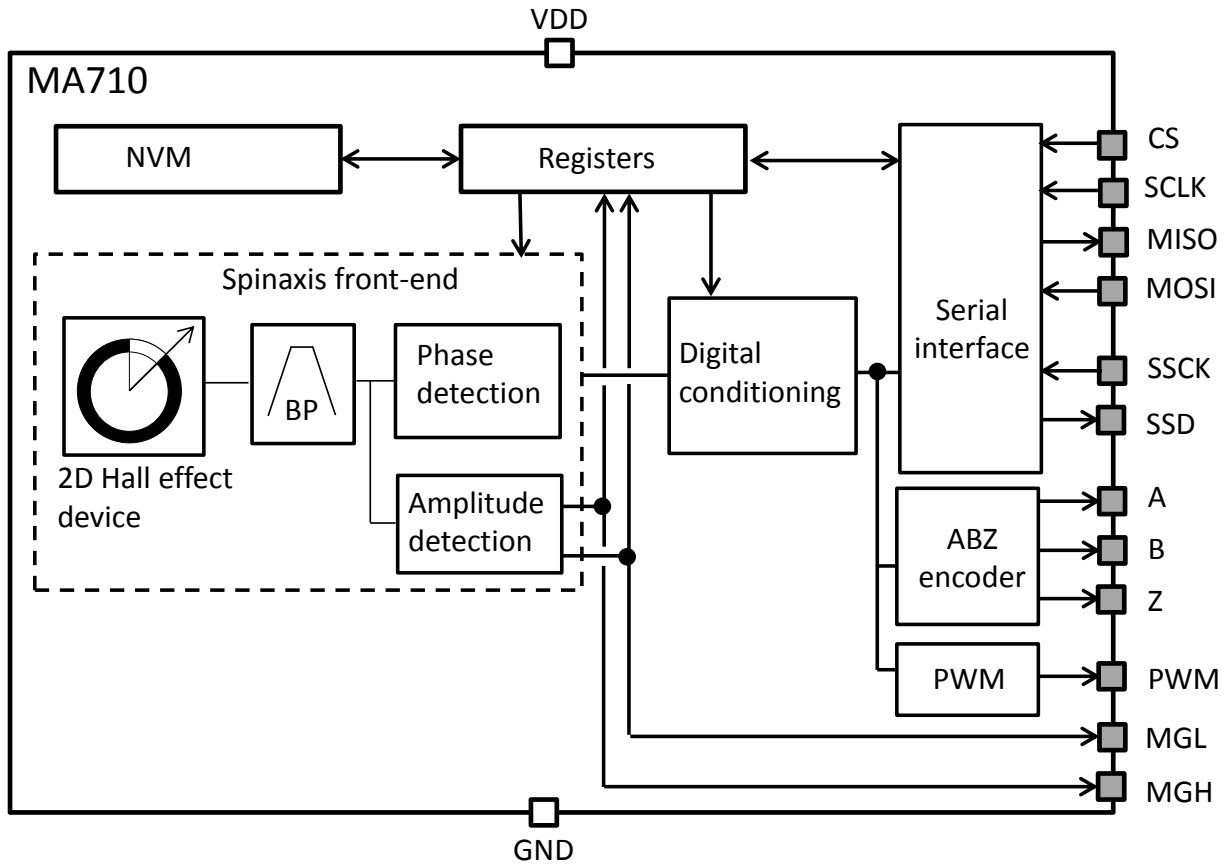 VDD
MA710
NVM
Registers
CS
SCLK
MISO
MOSI
Spinaxis front-end
Serial
interface
Phase
detection
Digital
conditioning
BP
SSCK
SSD
2D Hall effect
device
Amplitude
detection
A
ABZ
encoder
B
Z
PWM
PWM
MGL
MGH
GND